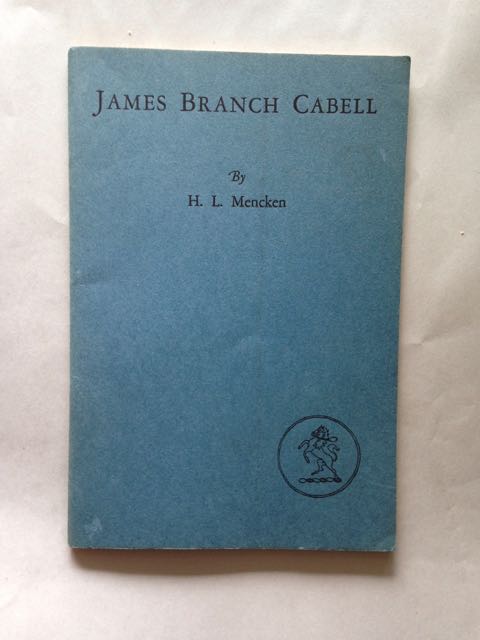 JAMES BRANCH CABELL
By
H. L. Mencken